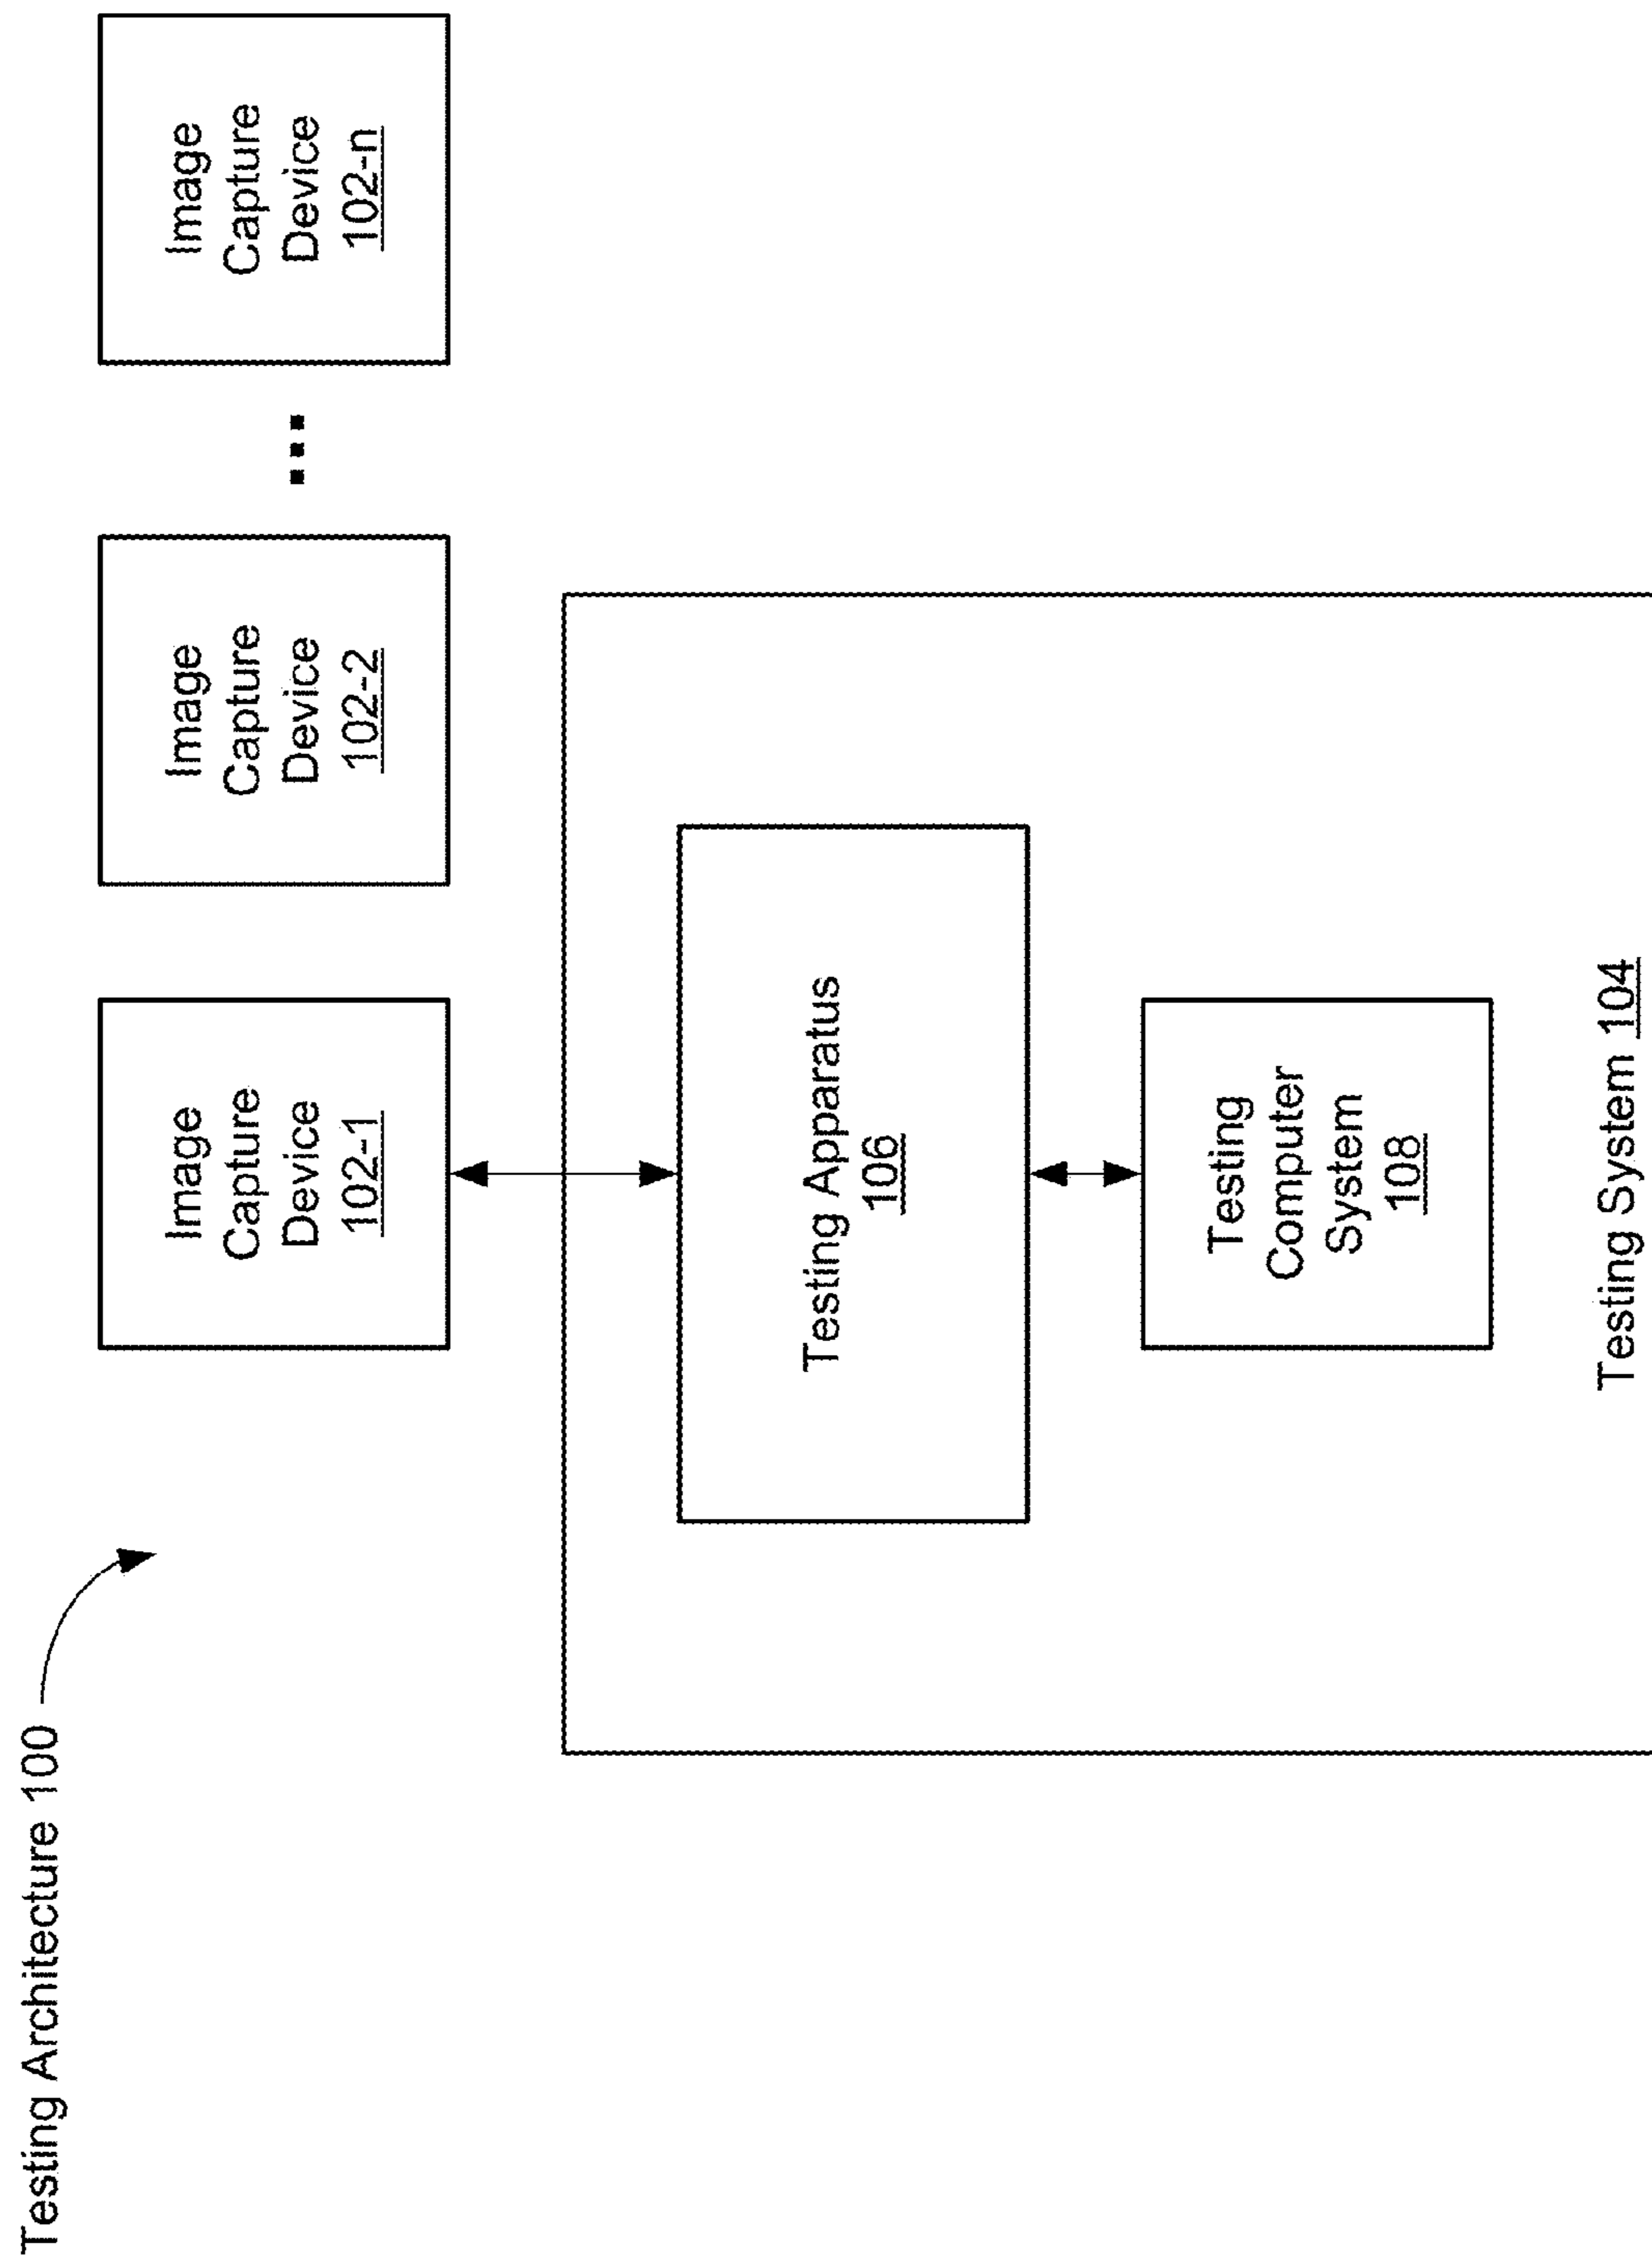 Testing Architecture 100
Image
Capture
Device
102-1
Image
Capture
Device
102-2
...
Image
Capture
Device
102-n
Testing Apparatus
106
Testing
Computer
System
108
Testing System 104